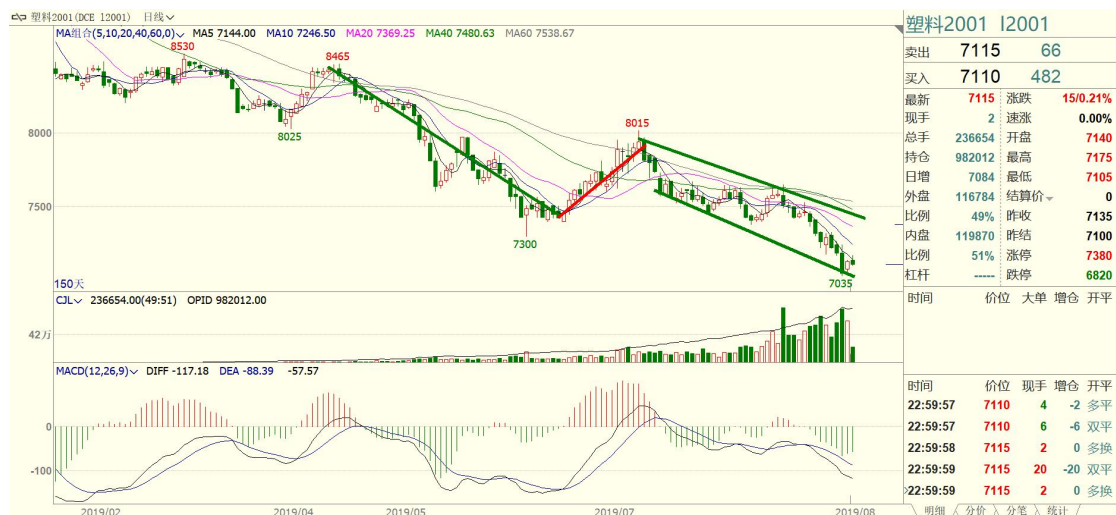 塑料2001(DCE l2001) 日线
MA组合(5,10,20,40,60,0) MA5 7144.00 MA10 7246.50 MA20 7369.25 MA40 7480.63 MA60 7538.67
8530
8465
8025
8015
8000
7500
7300
7035
150天
CJL 236654.00(49:51) OPID 982012.00
42万
MACD(12,26,9) DIFF -117.18 DEA -88.39 -57.57
0
-100
2019/02 2019/04 2019/05 2019/07 2019/08
塑料2001 l2001
卖出 7115 66
买入 7110 482
最新 7115 涨跌 15/0.21%
现手 2 速涨 0.00%
总手 236654 开盘 7140
持仓 982012 最高 7175
日增 7084 最低 7105
外盘 116784 结算价 0
比例 49% 昨收 7135
内盘 119870 昨结 7100
比例 51% 涨停 7380
杠杆 ----- 跌停 6820
时间 价位 大单 增仓 开平
时间 价位 现手 增仓 开平
22:59:57 7110 4 -2 多平
22:59:57 7110 6 -6 双平
22:59:58 7115 2 0 多换
22:59:59 7115 20 -20 双平
22:59:59 7115 2 0 多换
明细 分价 分笔 统计